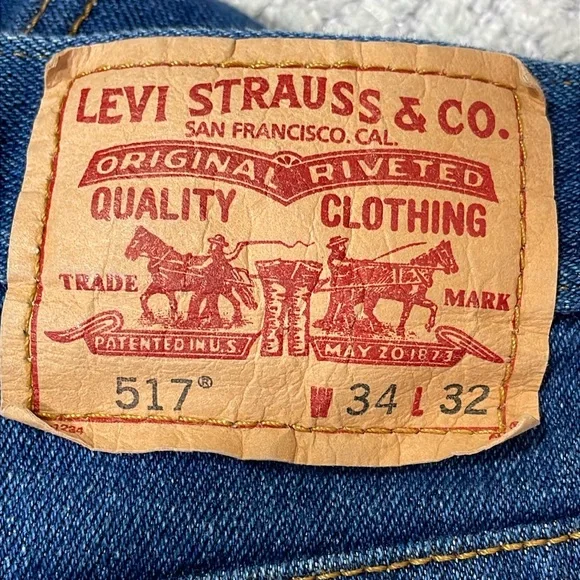 LEVI STRAUSS & CO.
SAN FRANCISCO. CAL.
ORIGINAL RIVETED
QUALITY CLOTHING
TRADE MARK
PATENTED IN U.S. MAY 20 1873
517® W 34 L 32